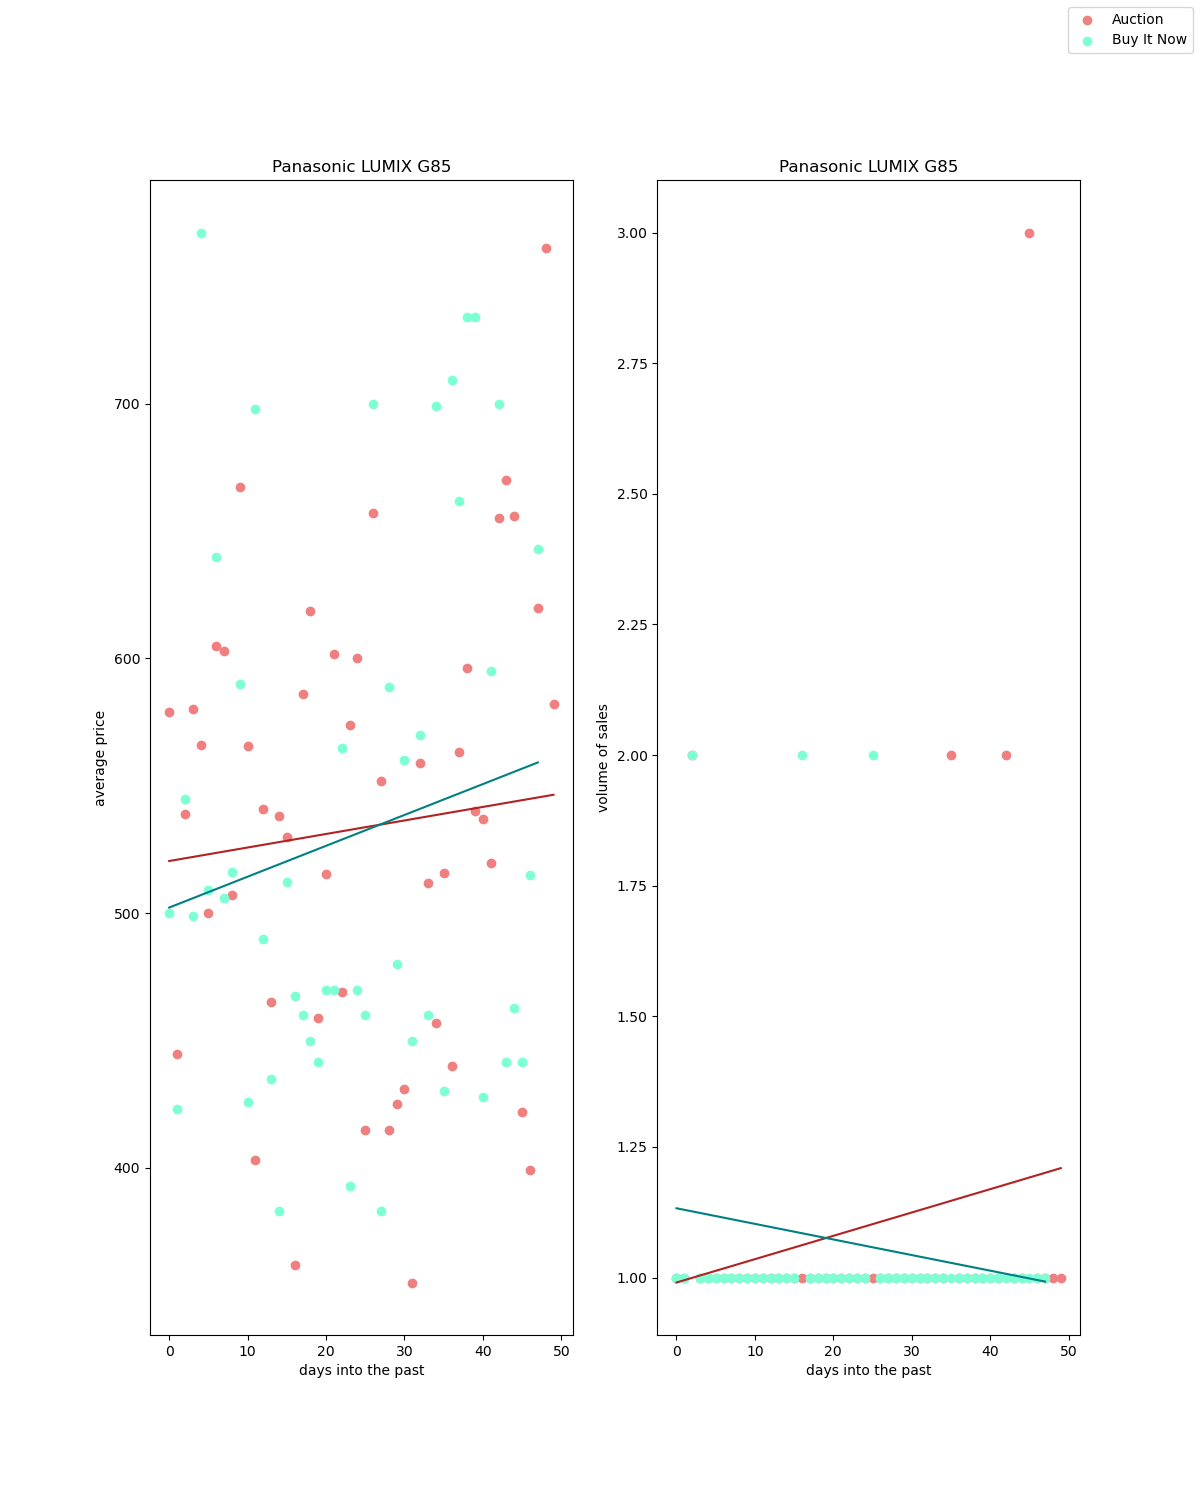 Auction
Buy It Now
Panasonic LUMIX G85
700
600
500
400
average price
0 10 20 30 40 50
days into the past
Panasonic LUMIX G85
3.00
2.75
2.50
2.25
2.00
1.75
1.50
1.25
1.00
volume of sales
0 10 20 30 40 50
days into the past